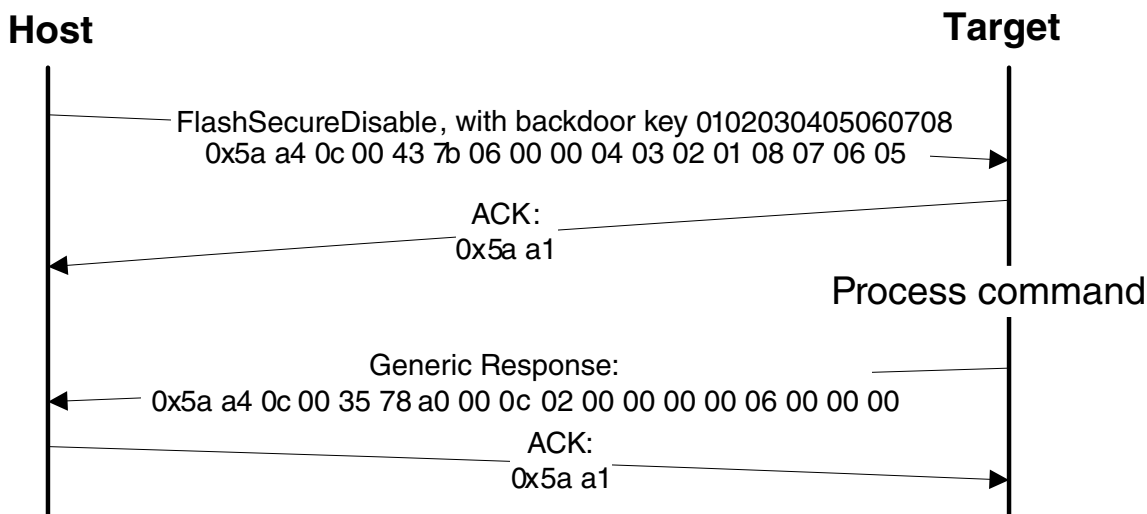 Host
Target
FlashSecureDisable, with backdoor key 0102030405060708
0x5a a4 0c 00 43 7b 06 00 00 04 03 02 01 08 07 06 05
ACK:
0x5a a1
Process command
Generic Response:
0x5a a4 0c 00 35 78 a0 00 0c 02 00 00 00 00 06 00 00 00
ACK:
0x5a a1